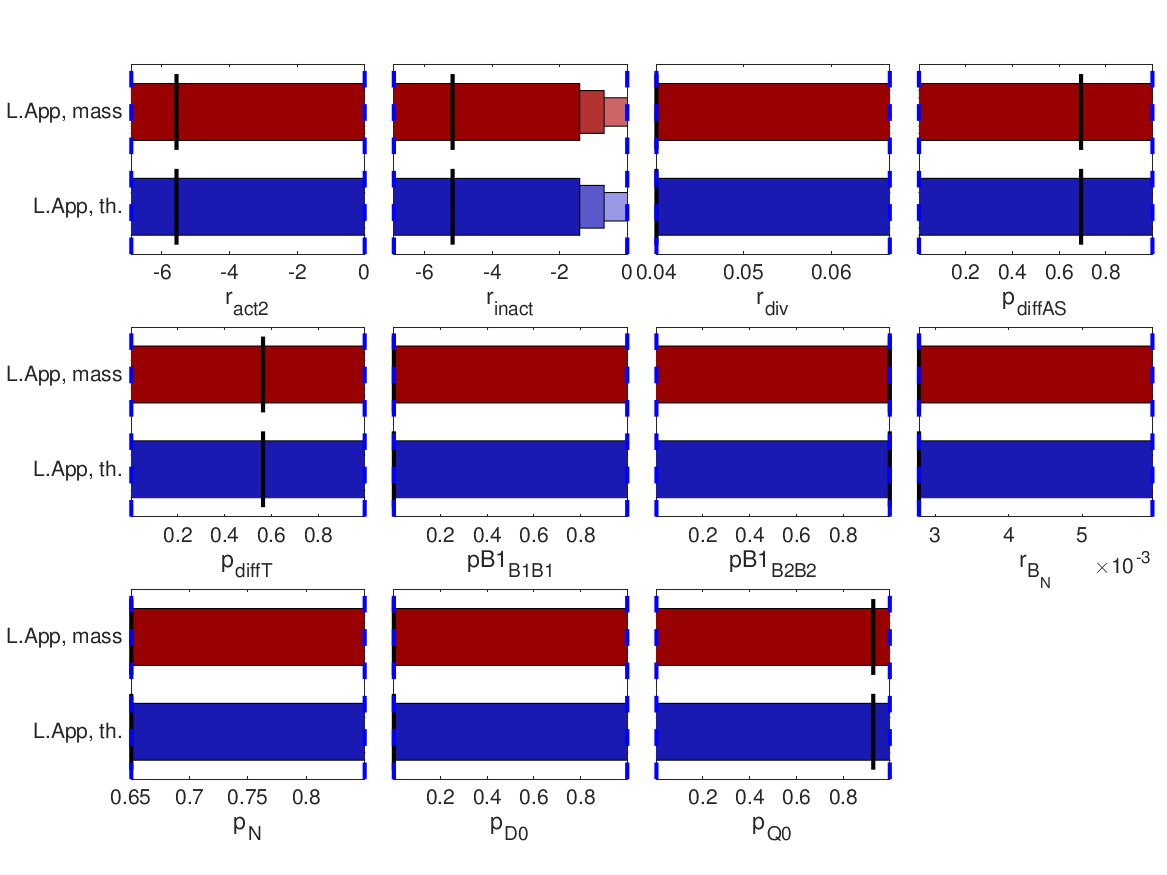 L.App, mass
L.App, th.
-6 -4 -2 0
r_act2
-6 -4 -2 0
r_inact
0.04 0.05 0.06
r_div
0.2 0.4 0.6 0.8
p_diffAS
L.App, mass
L.App, th.
0.2 0.4 0.6 0.8
p_diffT
0.2 0.4 0.6 0.8
pB1_B1B1
0.2 0.4 0.6 0.8
pB1_B2B2
3 4 5
×10^-3
r_B_N
L.App, mass
L.App, th.
0.65 0.7 0.75 0.8
p_N
0.2 0.4 0.6 0.8
p_D0
0.2 0.4 0.6 0.8
p_Q0